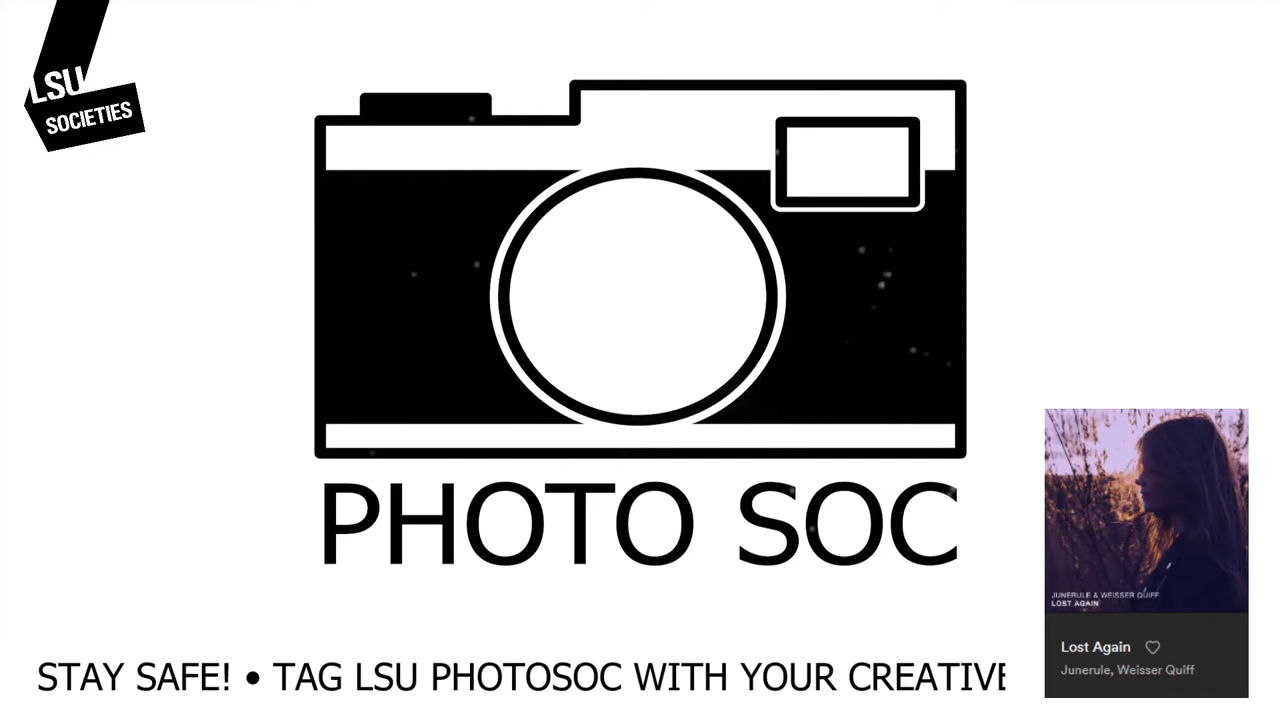 LSU
SOCIETIES
PHOTO SOC
JUNERULE & WEISSER QUIFF
LOST AGAIN
Lost Again
Junerule, Weisser Quiff
STAY SAFE! • TAG LSU PHOTOSOC WITH YOUR CREATIVE